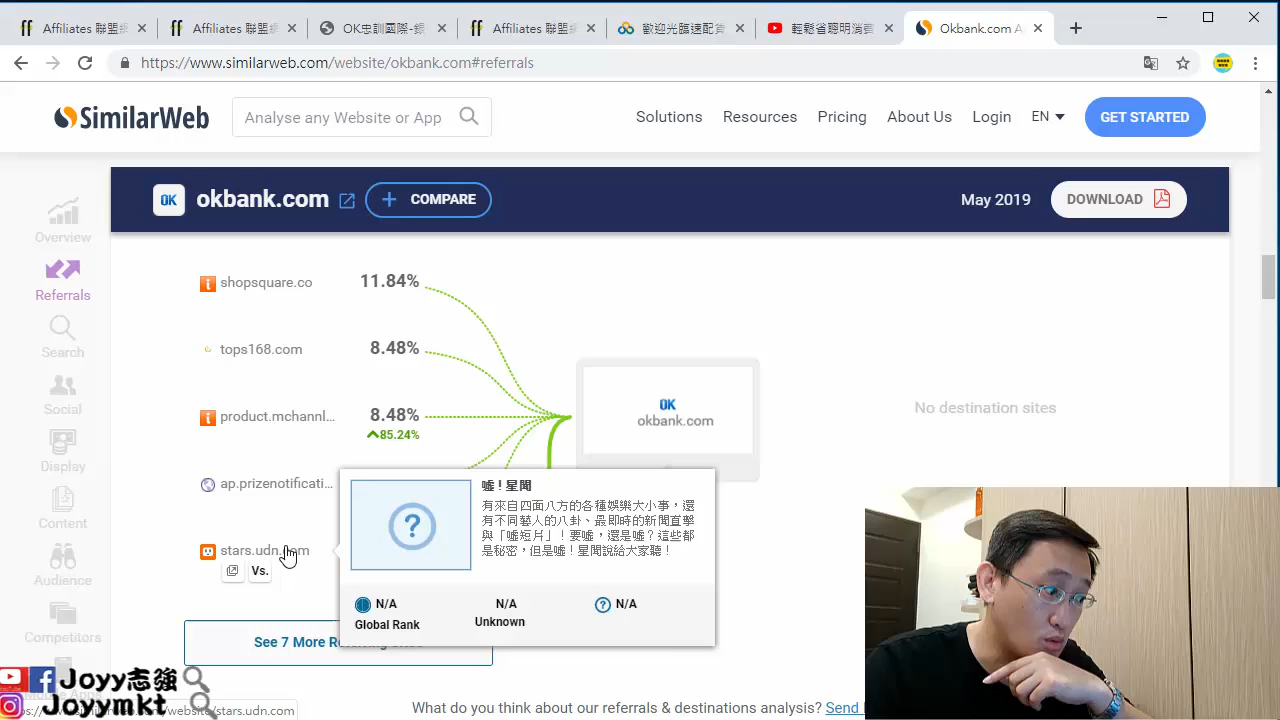 Affiliates 聯盟網
Affiliates 聯盟網
OK忠訓國際-銀
Affiliates 聯盟網
歡迎光臨速配貸
輕鬆省聰明消費
Okbank.com A
https://www.similarweb.com/website/okbank.com#referrals
SimilarWeb
Analyse any Website or App
Solutions
Resources
Pricing
About Us
Login
EN
GET STARTED
OK
okbank.com
COMPARE
May 2019
DOWNLOAD
Overview
Referrals
Search
Social
Display
Content
Audience
Competitors
shopsquare.co 11.84%
tops168.com 8.48%
product.mchannl... 8.48%
85.24%
ap.prizenotificati...
stars.udn.com
Vs.
OK
okbank.com
No destination sites
噓!星聞
有來自四面八方的各種娛樂大小事,還
有不同藝人的八卦、最即時的新聞直擊
與「噓短片」!要噓,還是噓?這些都
是秘密,但是噓!星聞說給大家聽!
N/A
Global Rank
N/A
Unknown
N/A
See 7 More Re
What do you think about our referrals & destinations analysis? Send
Joyy志強
Joyymkt